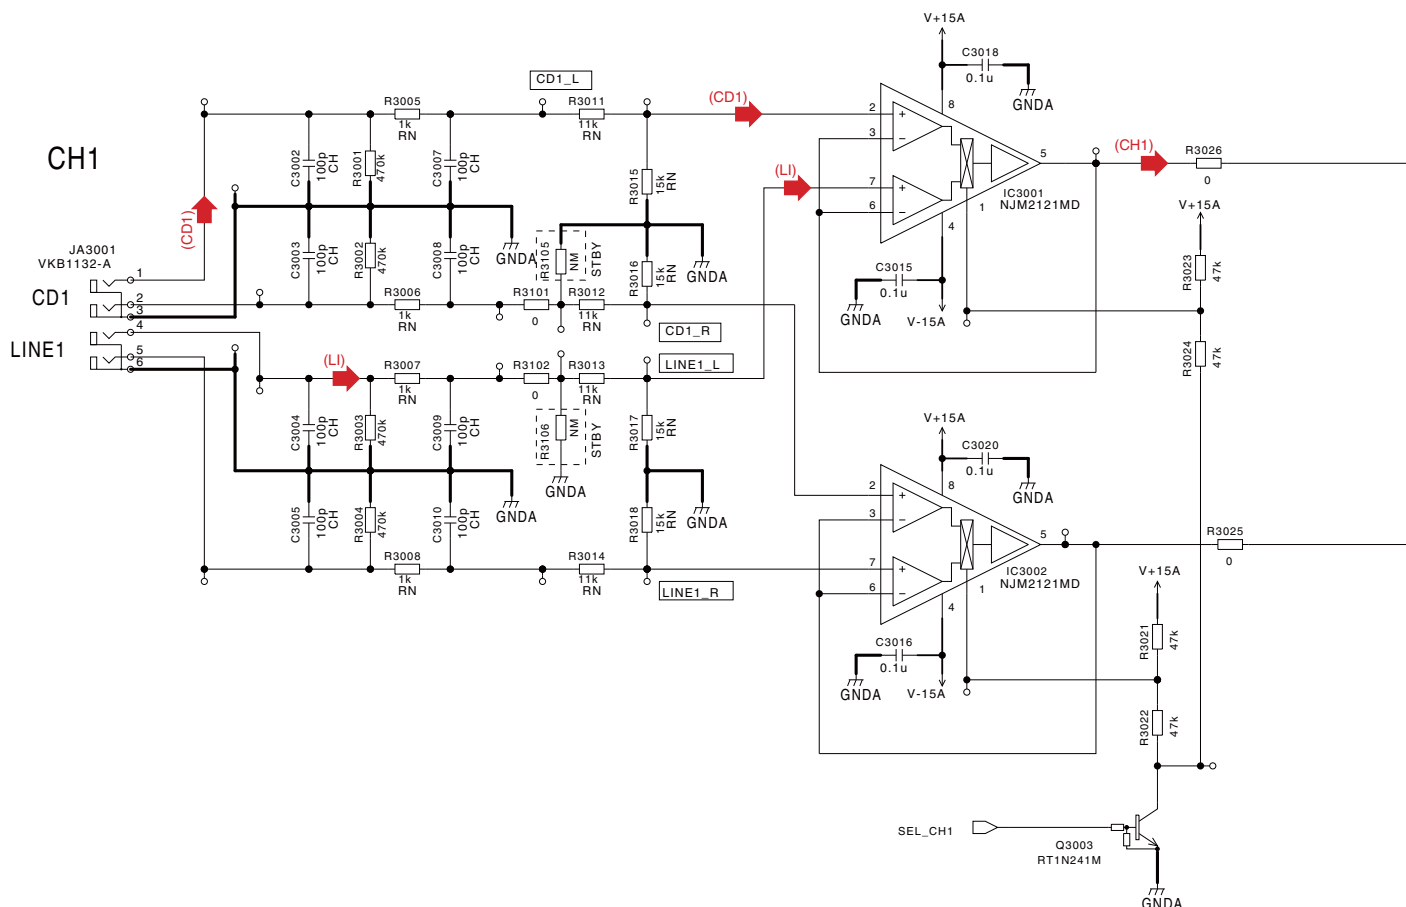 V+15A
C3018
0.1u
GNDA
CD1_L
R3005
1k
RN
R3011
11k
RN
(CD1)
2
3
8
CH1
C3002
100p
CH
R3001
470k
C3007
100p
CH
R3015
15k
RN
7
6
5
(CH1)
R3026
0
(LI)
IC3001
NJM2121MD
1
4
V+15A
(CD1)
JA3001
VKB1132-A
1
CD1
2
3
LINE1
4
5
6
C3003
100p
CH
R3002
470k
C3008
100p
CH
GNDA
R3105
NM
STBY
R3016
15k
RN
GNDA
C3015
0.1u
GNDA
V-15A
R3023
47k
R3006
1k
RN
R3101
0
R3012
11k
RN
CD1_R
R3024
47k
(LI)
R3007
1k
RN
R3102
0
R3013
11k
RN
LINE1_L
C3004
100p
CH
R3003
470k
C3009
100p
CH
R3106
NM
STBY
R3017
15k
RN
V+15A
C3020
0.1u
GNDA
GNDA
GNDA
GNDA
C3005
100p
CH
R3004
470k
C3010
100p
CH
R3018
15k
RN
2
3
8
7
6
5
R3025
0
R3008
1k
RN
R3014
11k
RN
LINE1_R
IC3002
NJM2121MD
1
4
V+15A
C3016
0.1u
GNDA
V-15A
R3021
47k
R3022
47k
SEL_CH1
Q3003
RT1N241M
GNDA